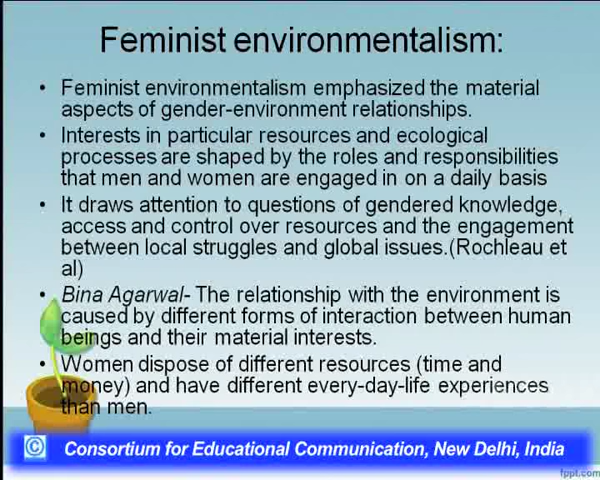 Feminist environmentalism:
• Feminist environmentalism emphasized the material
aspects of gender-environment relationships.
• Interests in particular resources and ecological
processes are shaped by the roles and responsibilities
that men and women are engaged in on a daily basis
• It draws attention to questions of gendered knowledge,
access and control over resources and the engagement
between local struggles and global issues.(Rochleau et
al)
• Bina Agarwal- The relationship with the environment is
caused by different forms of interaction between human
beings and their material interests.
• Women dispose of different resources (time and
money) and have different every-day-life experiences
than men.
© Consortium for Educational Communication, New Delhi, India
fppt.com